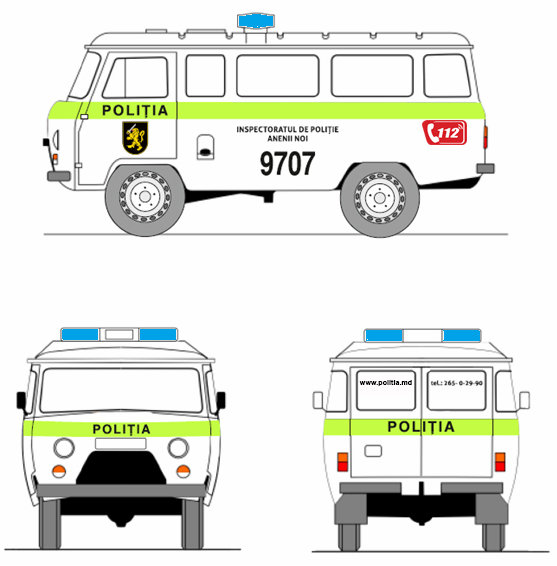 POLIȚIA
INSPECTORATUL DE POLIȚIE
ANENII NOI
9707
112
POLIȚIA
www.politia.md
tel.: 265- 0-29-90
POLIȚIA